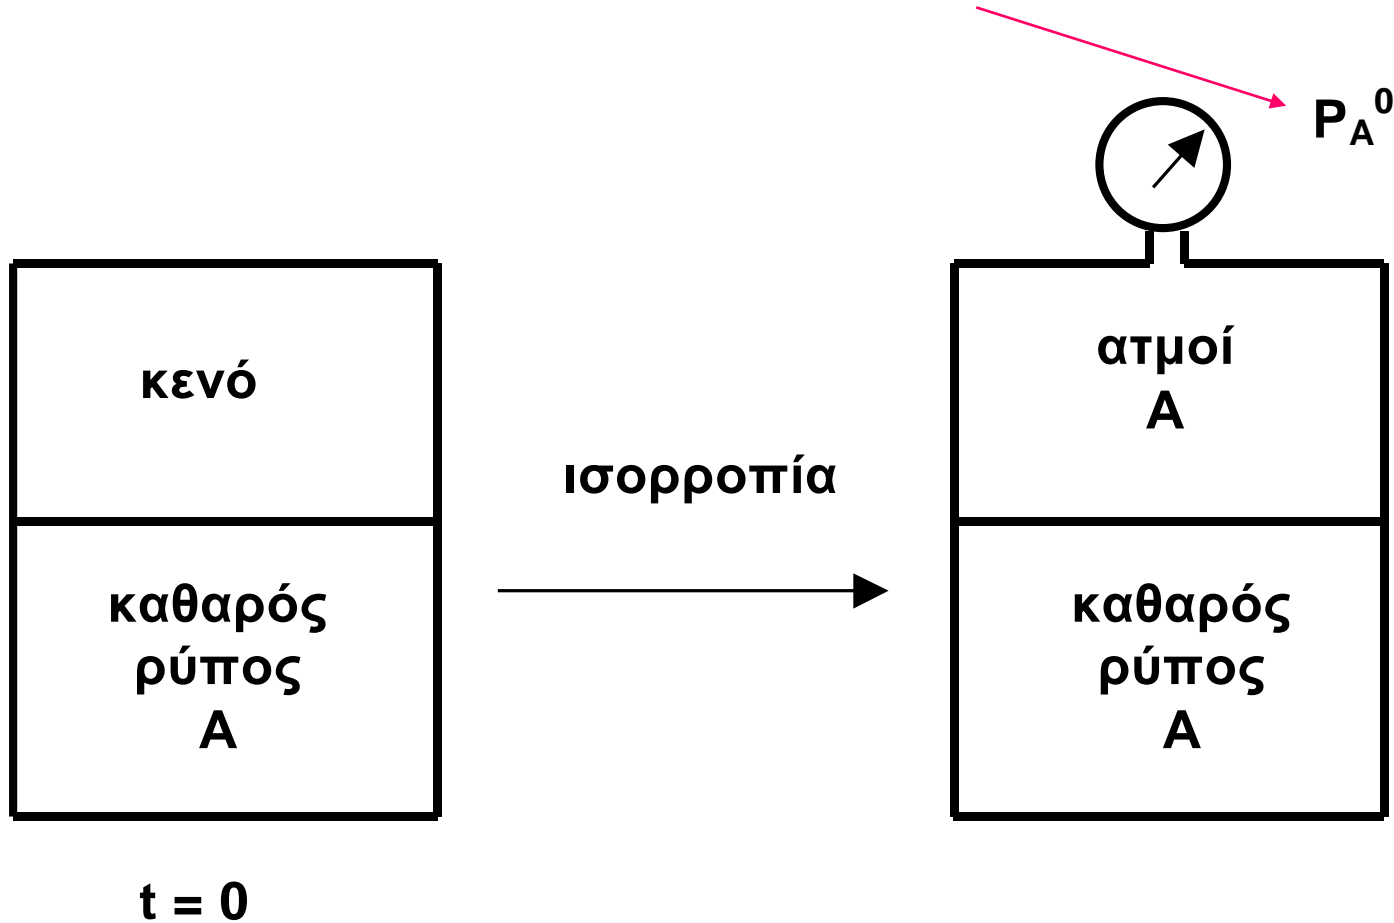 P_A^0
κενό
ατμοί
Α
ισορροπία
καθαρός
ρύπος
Α
καθαρός
ρύπος
Α
t = 0